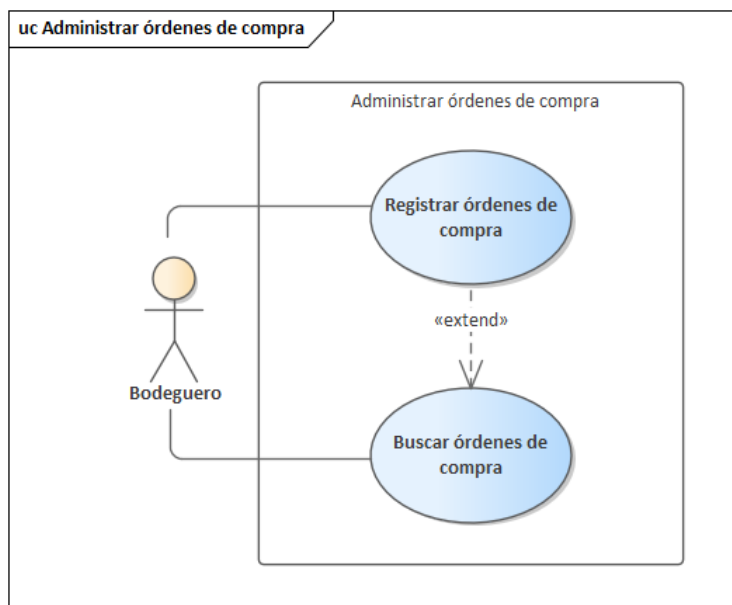 uc Administrar órdenes de compra
Administrar órdenes de compra
Registrar órdenes de
compra
«extend»
Bodeguero
Buscar órdenes de
compra